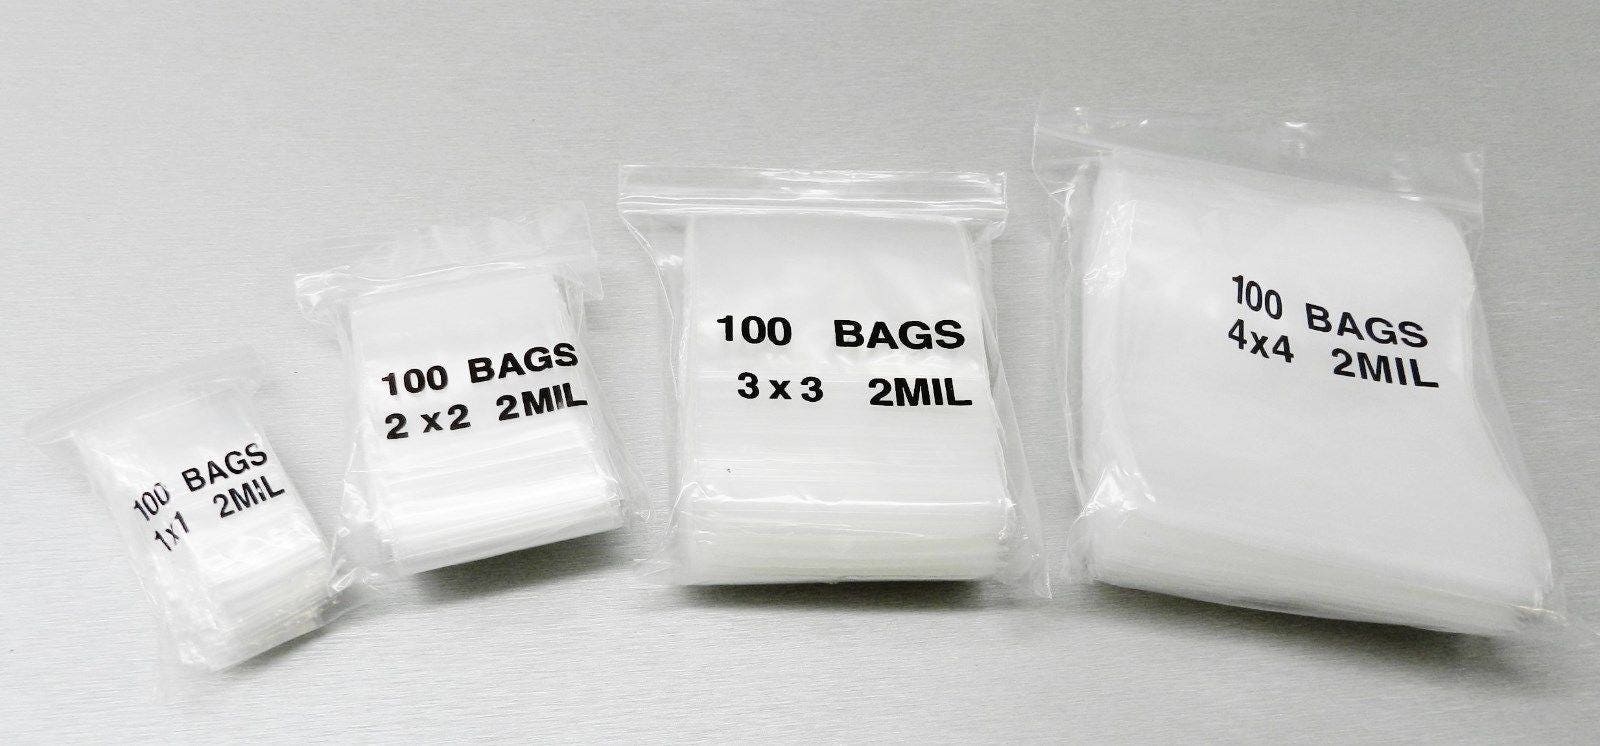 100 BAGS
1x1 2MIL
100 BAGS
2 x 2 2MIL
100 BAGS
3 x 3 2MIL
100 BAGS
4x4 2MIL